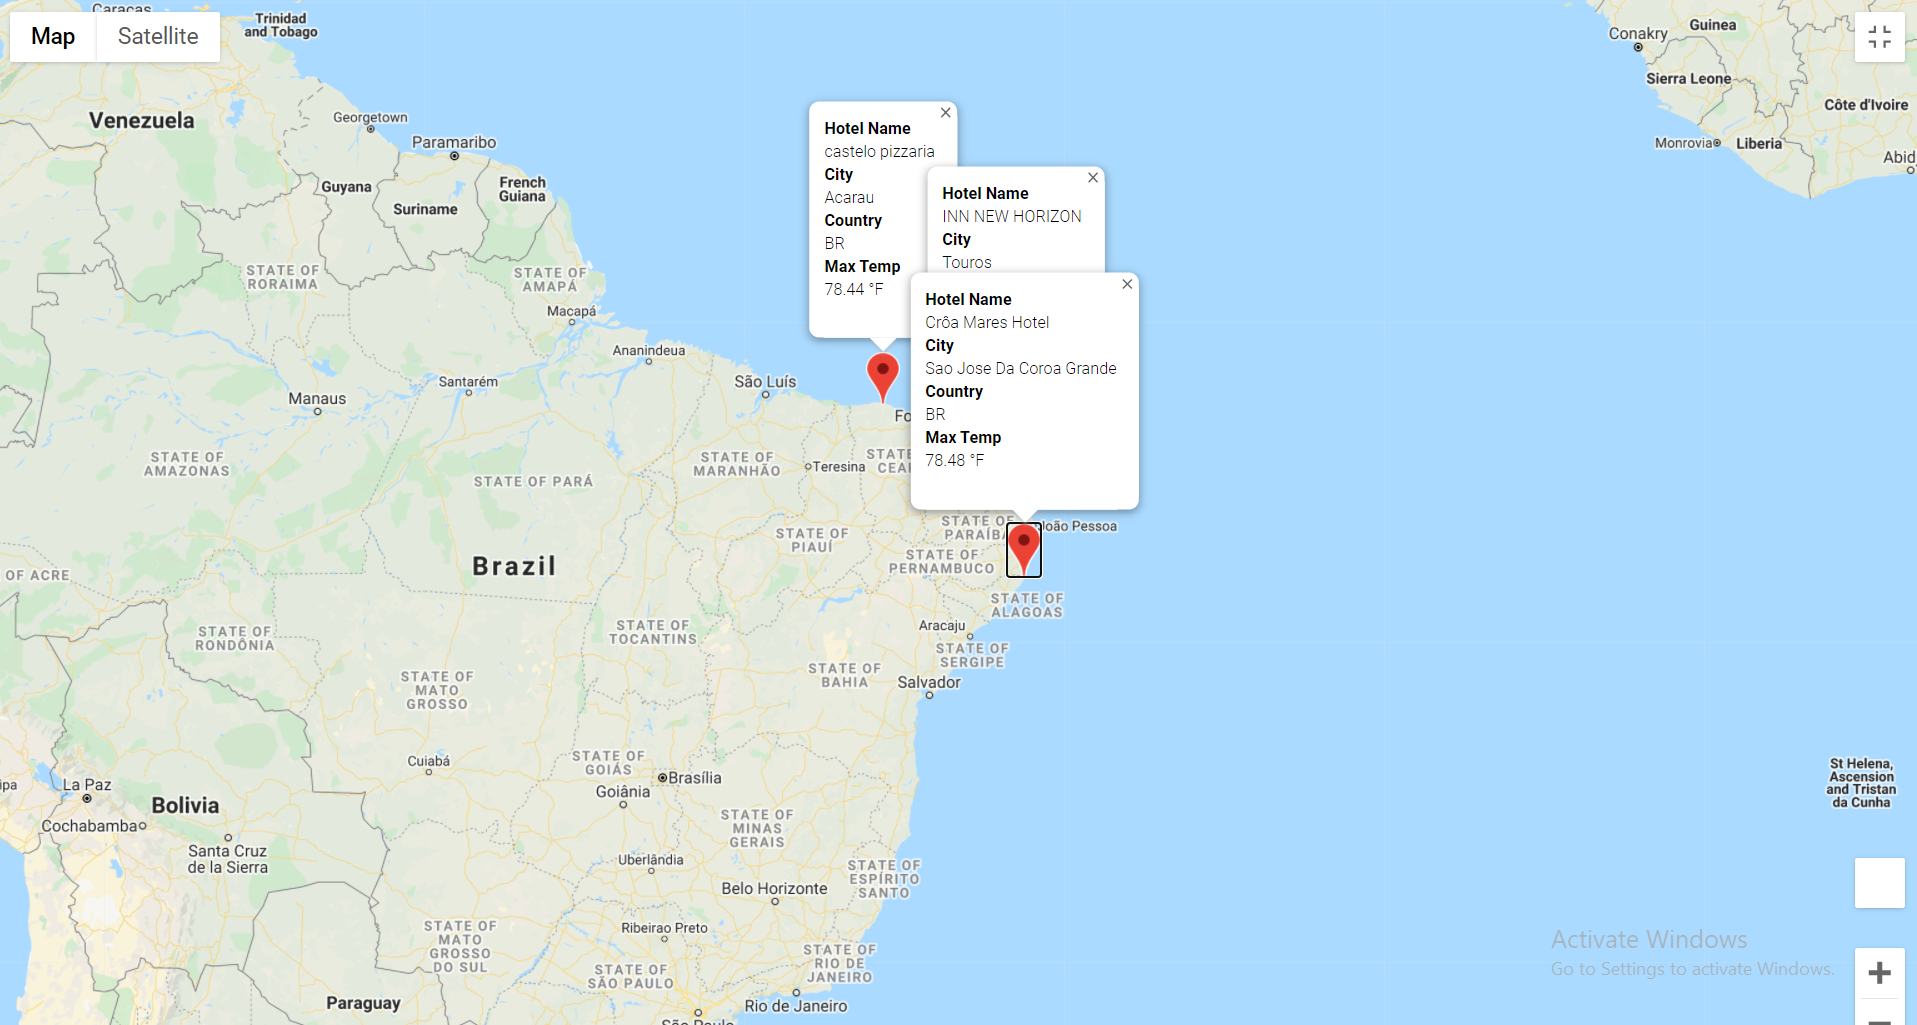 Caracas
Map
Satellite
Trinidad
and Tobago
Guinea
Conakry
Sierra Leone
Côte d'Ivoire
Venezuela
Georgetown
Paramaribo
Monrovia
Liberia
Guyana
French
Guiana
Suriname
Hotel Name
castelo pizzaria
City
Acarau
Country
BR
Max Temp
78.44 °F
Hotel Name
INN NEW HORIZON
City
Touros
Hotel Name
Crôa Mares Hotel
City
Sao Jose Da Coroa Grande
Country
BR
Max Temp
78.48 °F
STATE OF
RORAIMA
STATE OF
AMAPÁ
Macapá
Ananindeua
Santarém
São Luís
Manaus
STATE OF
AMAZONAS
STATE OF PARÁ
STATE OF
MARANHÃO
Teresina
STATE OF
PIAUÍ
STATE OF
João Pessoa
STATE OF
PERNAMBUCO
Brazil
OF ACRE
STATE OF
ALAGOAS
STATE OF
RONDÔNIA
STATE OF
TOCANTINS
Aracaju
STATE OF
SERGIPE
STATE OF
BAHIA
Salvador
STATE OF
MATO
GROSSO
Cuiabá
STATE OF
GOIÁS
Brasília
Goiânia
La Paz
Bolivia
Cochabamba
Santa Cruz
de la Sierra
STATE OF
MINAS
GERAIS
Uberlândia
STATE OF
ESPÍRITO
SANTO
Belo Horizonte
St Helena,
Ascension
and Tristan
da Cunha
STATE OF
MATO
GROSSO
DO SUL
Ribeirao Preto
STATE OF
RIO DE
JANEIRO
STATE OF
SÃO PAULO
Paraguay
Rio de Janeiro
São Paulo
Activate Windows
Go to Settings to activate Windows.